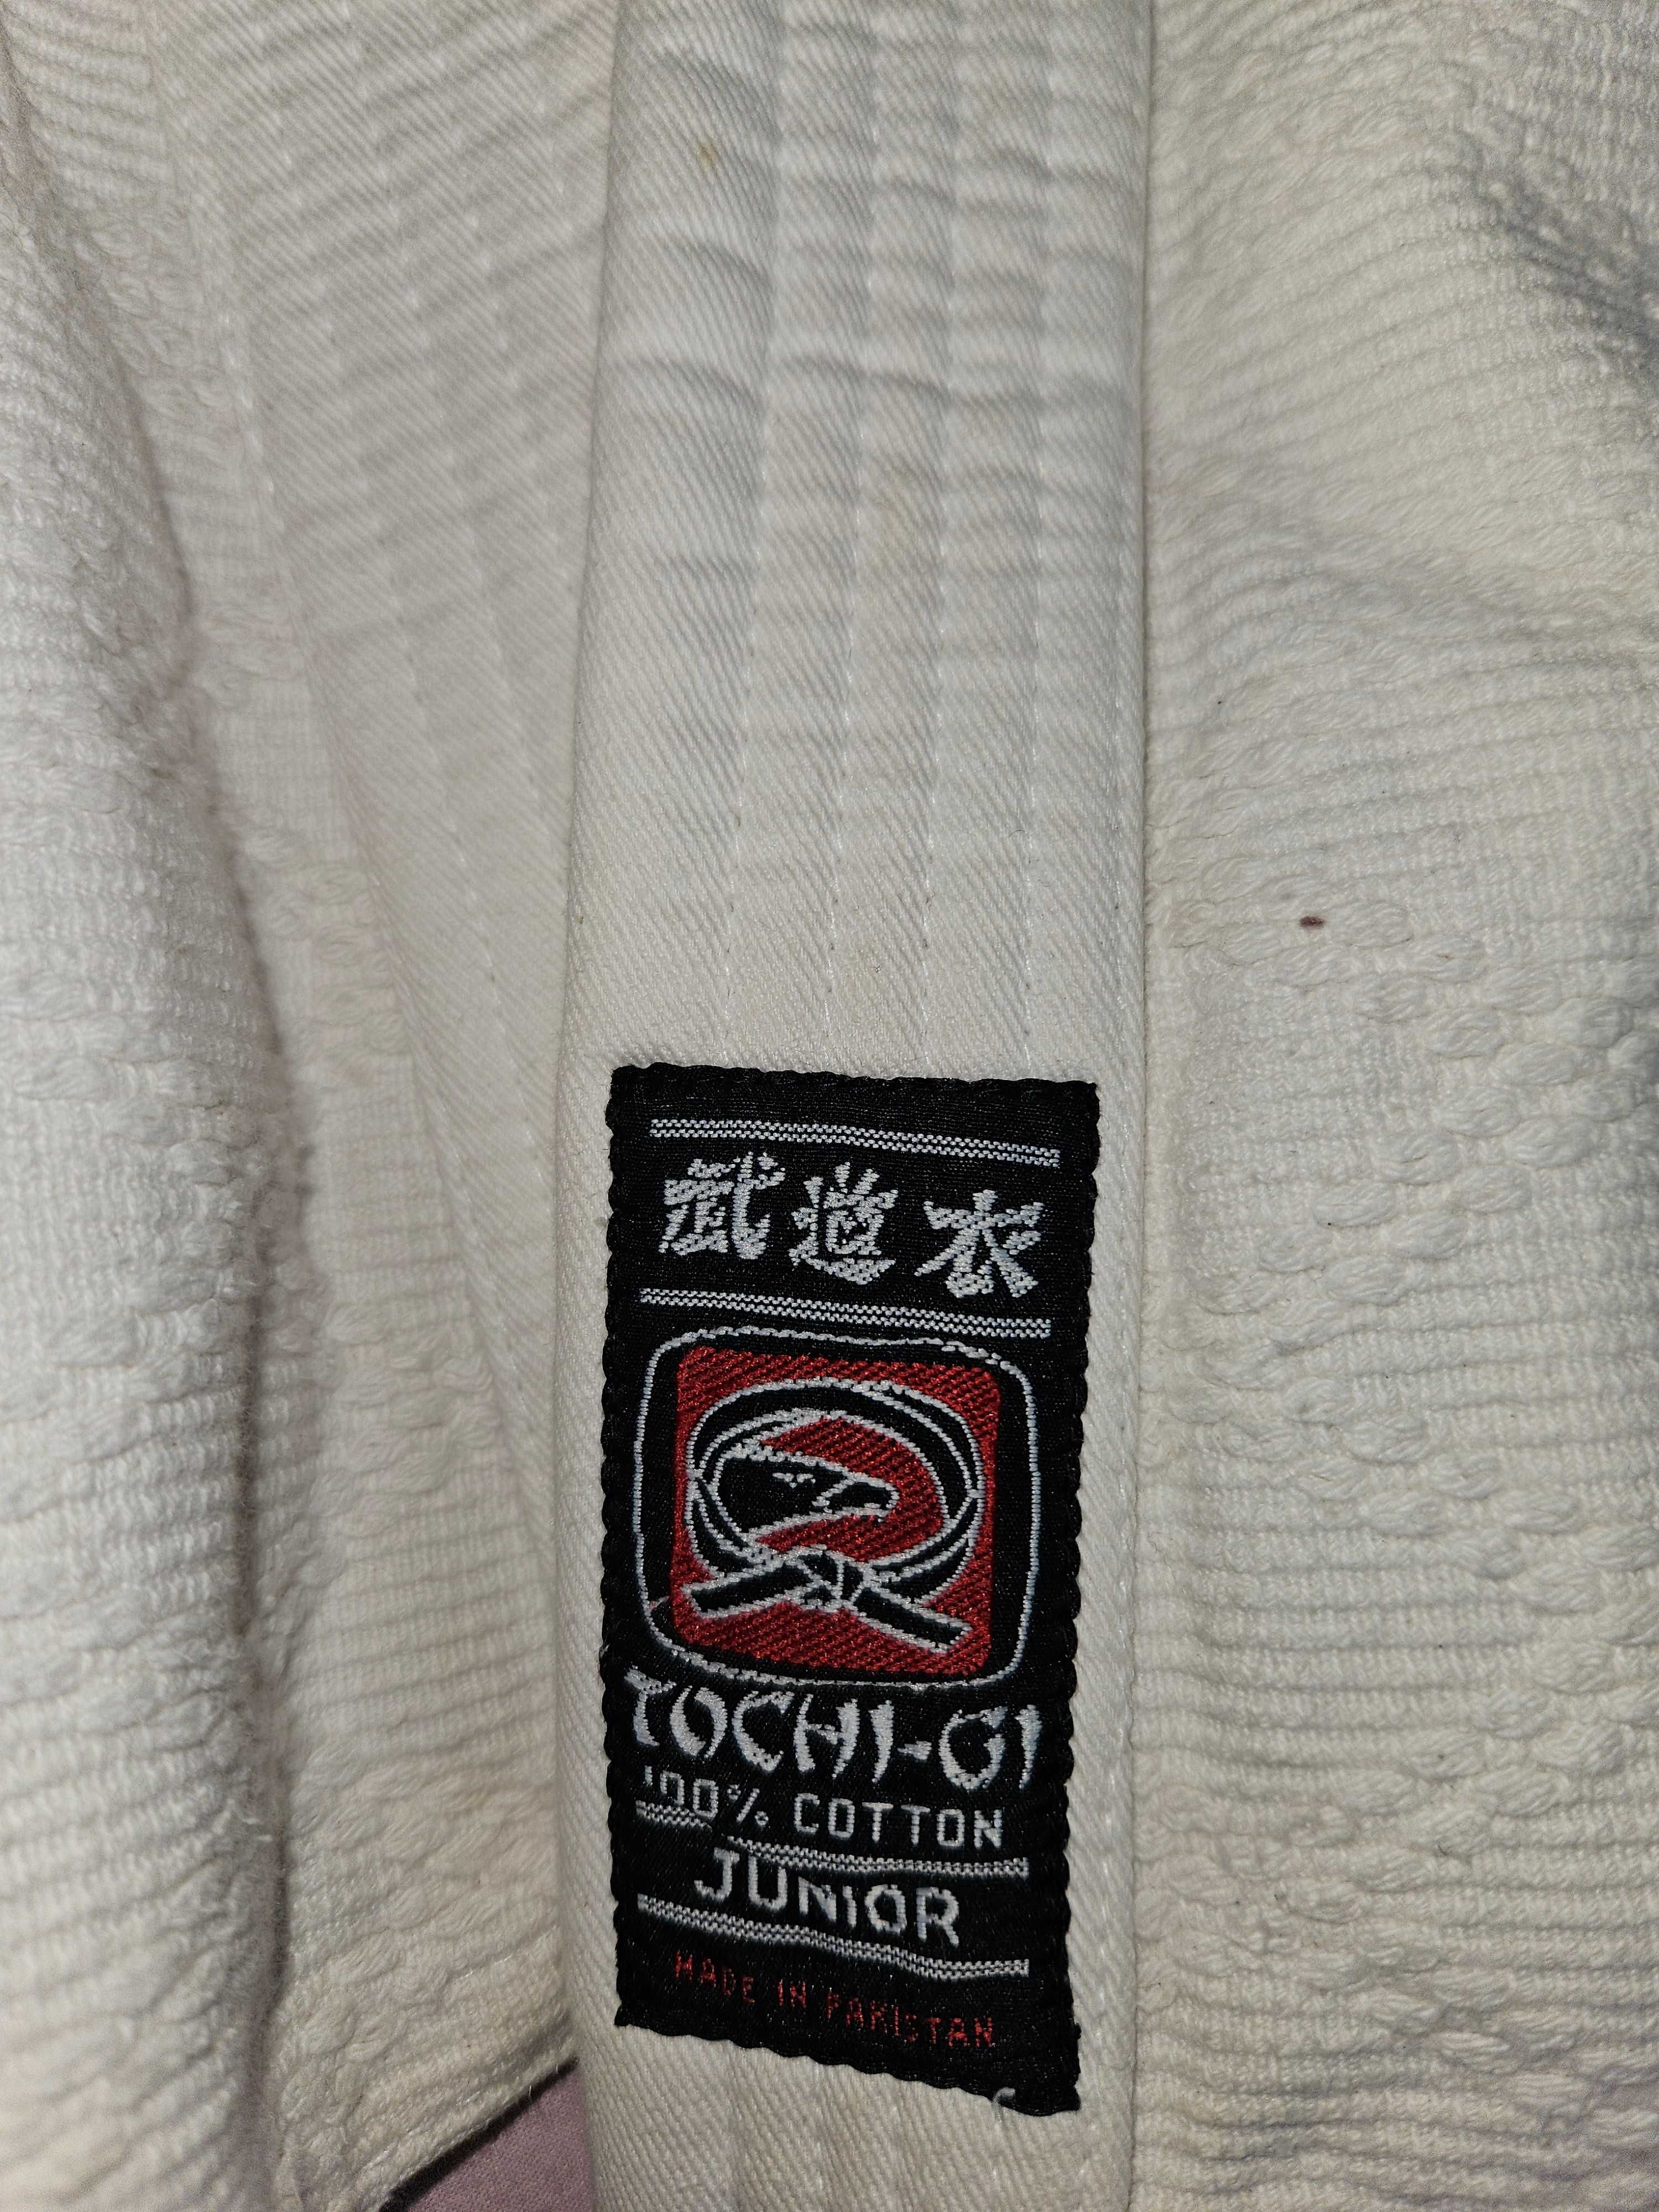 武道衣
TOCHI-GI
100% COTTON
JUNIOR
MADE IN PAKISTAN